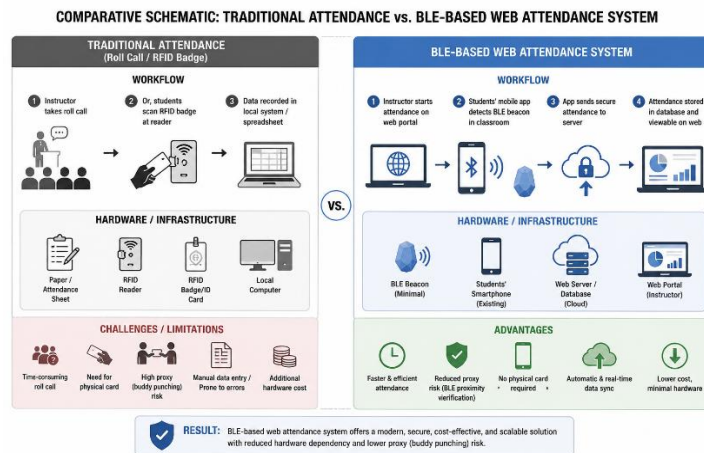 COMPARATIVE SCHEMATIC: TRADITIONAL ATTENDANCE vs. BLE-BASED WEB ATTENDANCE SYSTEM
TRADITIONAL ATTENDANCE
(Roll Call / RFID Badge)
WORKFLOW
1 Instructor
takes roll call
2 Or, students
scan RFID badge
at reader
3 Data recorded in
local system /
spreadsheet
HARDWARE / INFRASTRUCTURE
Paper /
Attendance
Sheet
RFID
Reader
RFID
Badge/ID
Card
Local
Computer
CHALLENGES / LIMITATIONS
Time-consuming
roll call
Need for
physical card
High proxy
(buddy punching)
risk
Manual data entry /
Prone to errors
Additional
hardware cost
VS.
BLE-BASED WEB ATTENDANCE SYSTEM
WORKFLOW
1 Instructor starts
attendance on
web portal
2 Students' mobile app
detects BLE beacon
in classroom
3 App sends secure
attendance to
server
4 Attendance stored
in database and
viewable on web
HARDWARE / INFRASTRUCTURE
BLE Beacon
(Minimal)
Students'
Smartphone
(Existing)
Web Server /
Database
(Cloud)
Web Portal
(Instructor)
ADVANTAGES
Faster & efficient
attendance
Reduced proxy
risk (BLE proximity
vierification)
No physical card
required
Automatic & real-time
data sync
Lower cost,
minimal hardware
RESULT: BLE-based web attendance system offers a modern, secure, cost-effective, and scalable solution
with reduced hardware dependency and lower proxy (buddy punching) risk.